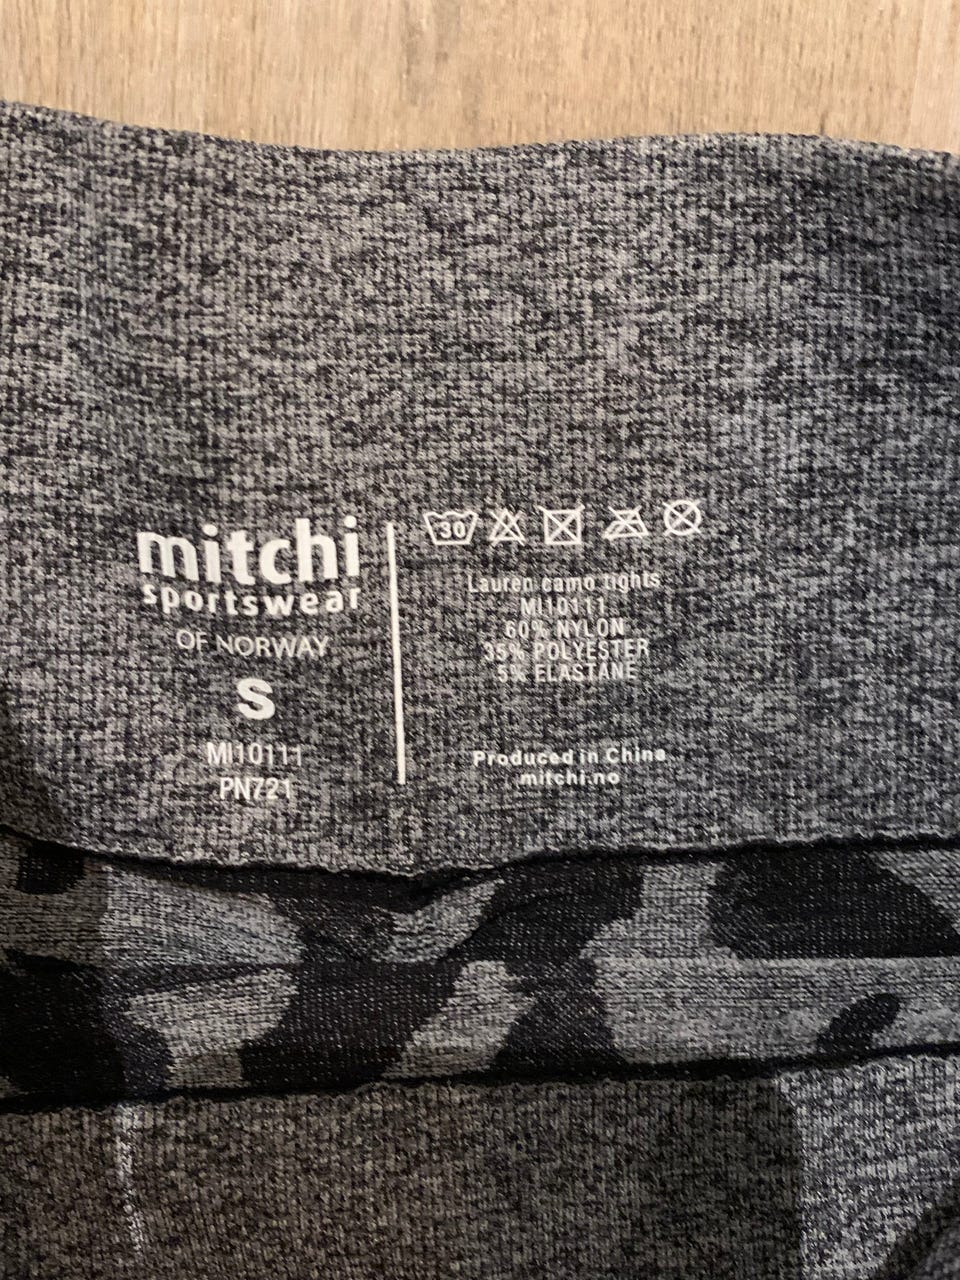 mitchi
sportswear
OF NORWAY
S
MI10111
PN721
30
Lauren camo tights
MI10111
60% NYLON
35% POLYESTER
5% ELASTANE
Produced in China
mitchi.no